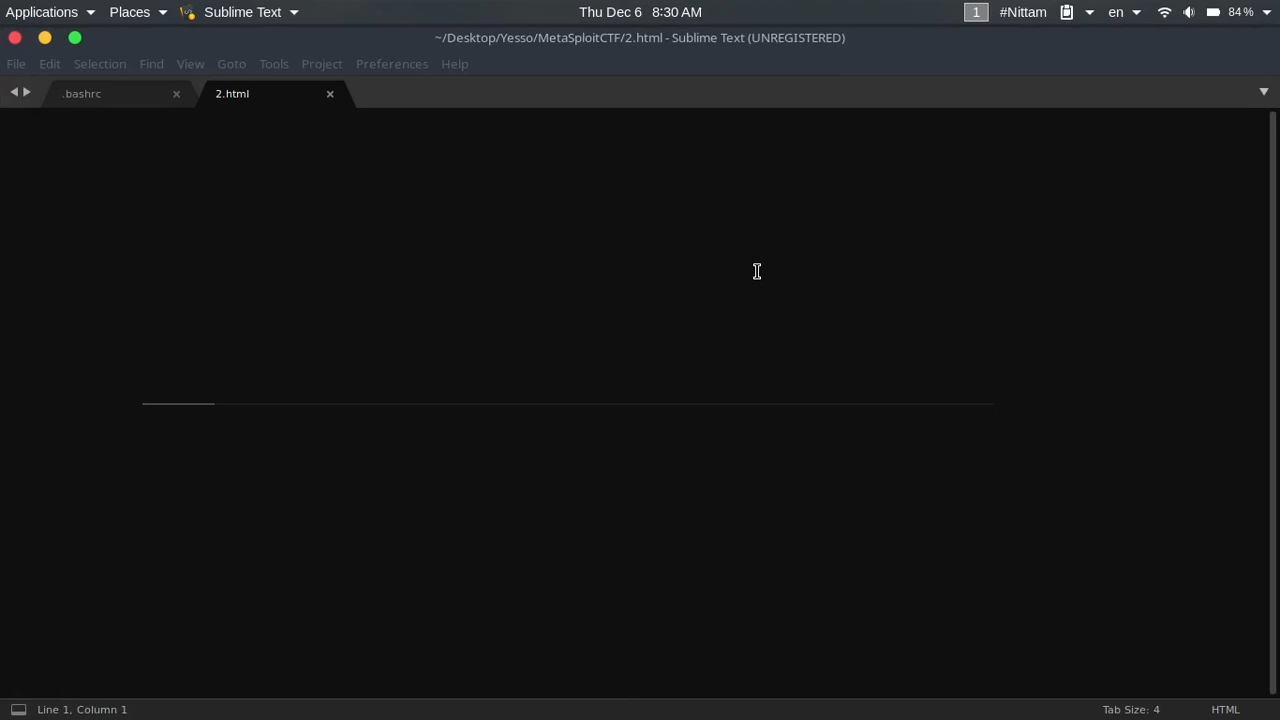 Applications Places Sublime Text Thu Dec 6 8:30 AM 1 #Nittam en 84 %
~/Desktop/Yesso/MetaSploitCTF/2.html - Sublime Text (UNREGISTERED)
File Edit Selection Find View Goto Tools Project Preferences Help
.bashrc 2.html
Line 1, Column 1 Tab Size: 4 HTML